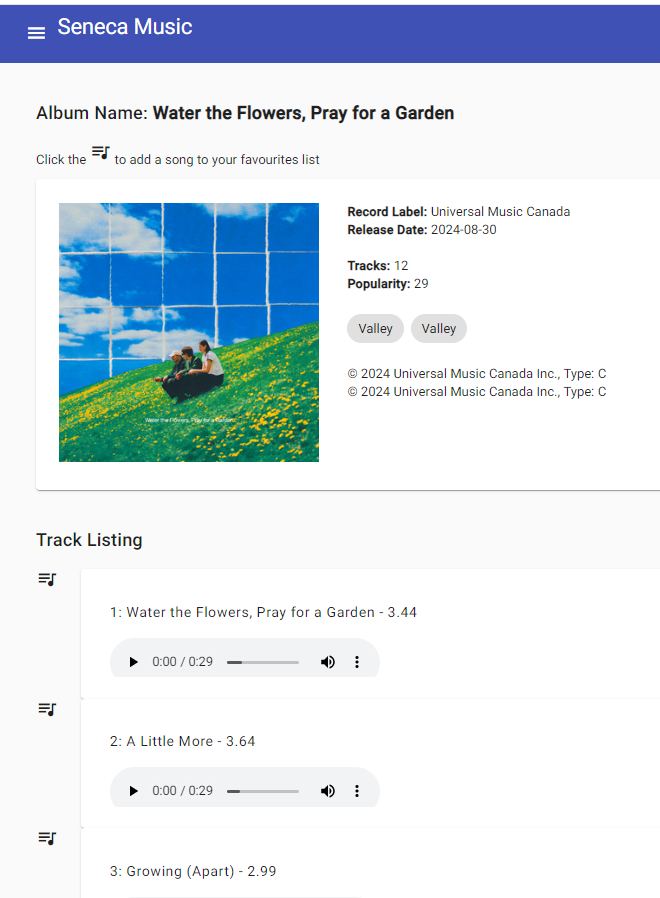 Seneca Music
Album Name: Water the Flowers, Pray for a Garden
Click the to add a song to your favourites list
Water the Flowers, Pray for a Garden
Record Label: Universal Music Canada
Release Date: 2024-08-30
Tracks: 12
Popularity: 29
Valley Valley
© 2024 Universal Music Canada Inc., Type: C
© 2024 Universal Music Canada Inc., Type: C
Track Listing
1: Water the Flowers, Pray for a Garden - 3.44
0:00 / 0:29
2: A Little More - 3.64
0:00 / 0:29
3: Growing (Apart) - 2.99